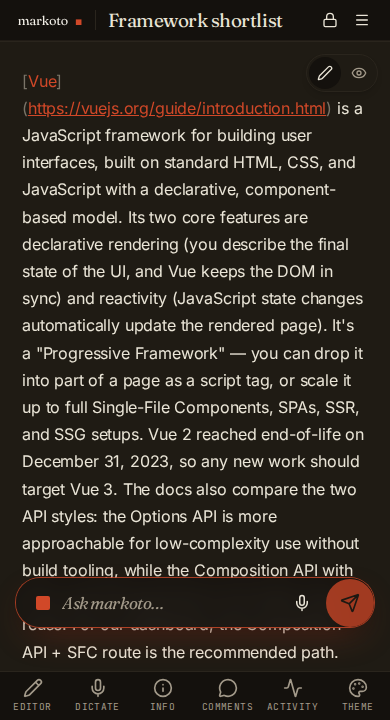 markoto
Framework shortlist
[Vue]
(https://vuejs.org/guide/introduction.html) is a
JavaScript framework for building user
interfaces, built on standard HTML, CSS, and
JavaScript with a declarative, component-
based model. Its two core features are
declarative rendering (you describe the final
state of the UI, and Vue keeps the DOM in
sync) and reactivity (JavaScript state changes
automatically update the rendered page). It's
a "Progressive Framework" — you can drop it
into part of a page as a script tag, or scale it
up to full Single-File Components, SPAs, SSR,
and SSG setups. Vue 2 reached end-of-life on
December 31, 2023, so any new work should
target Vue 3. The docs also compare the two
API styles: the Options API is more
approachable for low-complexity use without
build tooling, while the Composition API with
Ask markoto...
API + SFC route is the recommended path.
EDITOR
DICTATE
INFO
COMMENTS
ACTIVITY
THEME